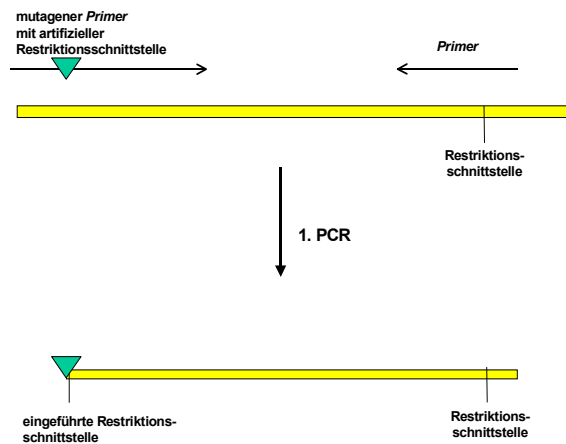 mutagener Primer
mit artifizieller
Restriktionsschnittstelle
Primer
Restriktions-
schnittstelle
1. PCR
eingeführte Restriktions-
schnittstelle
Restriktions-
schnittstelle